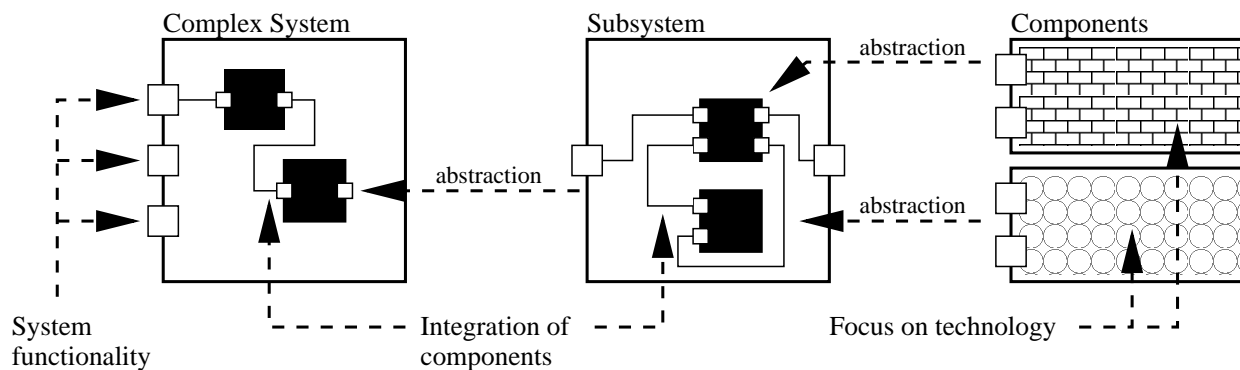 Complex System
Subsystem
Components
abstraction
abstraction
abstraction
System
functionality
Integration of
components
Focus on technology